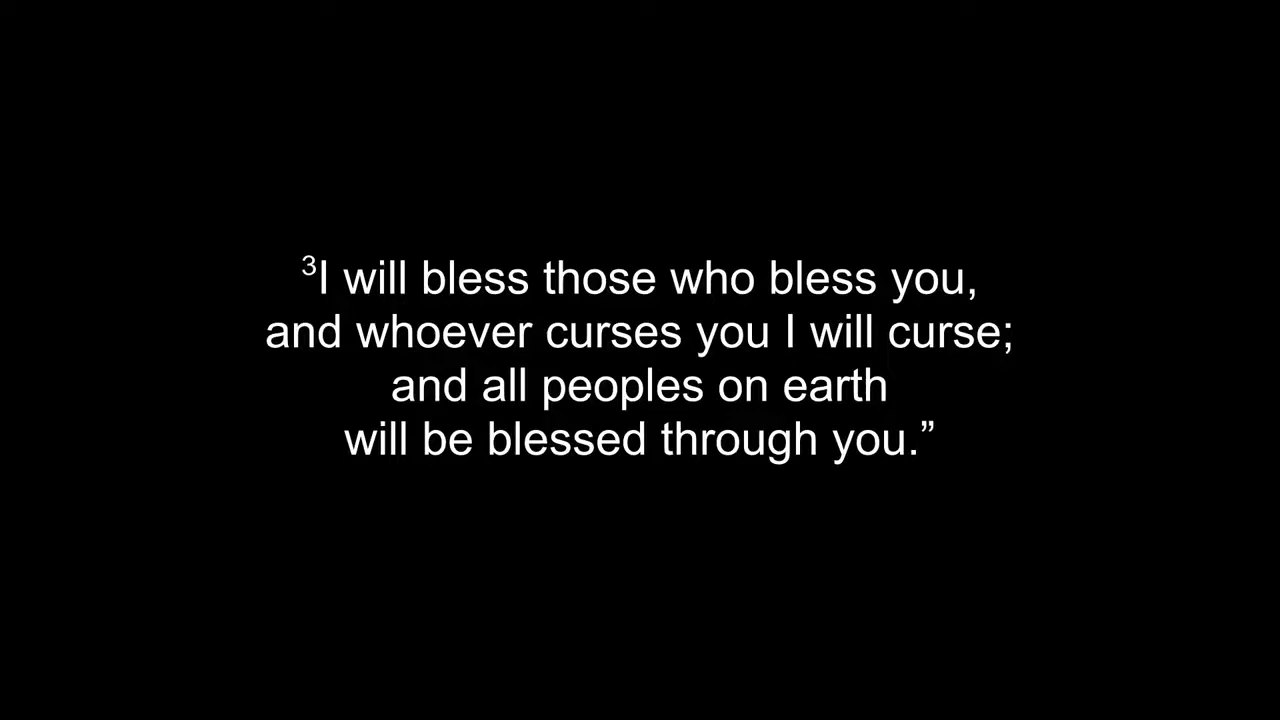 ³I will bless those who bless you,
and whoever curses you I will curse;
and all peoples on earth
will be blessed through you.”